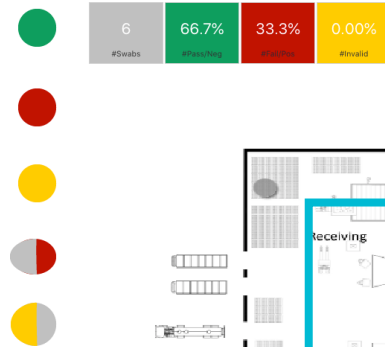 6 66.7% 33.3% 0.00%
#Swabs #Pass/Neg #Fail/Pos #Invalid
Receiving